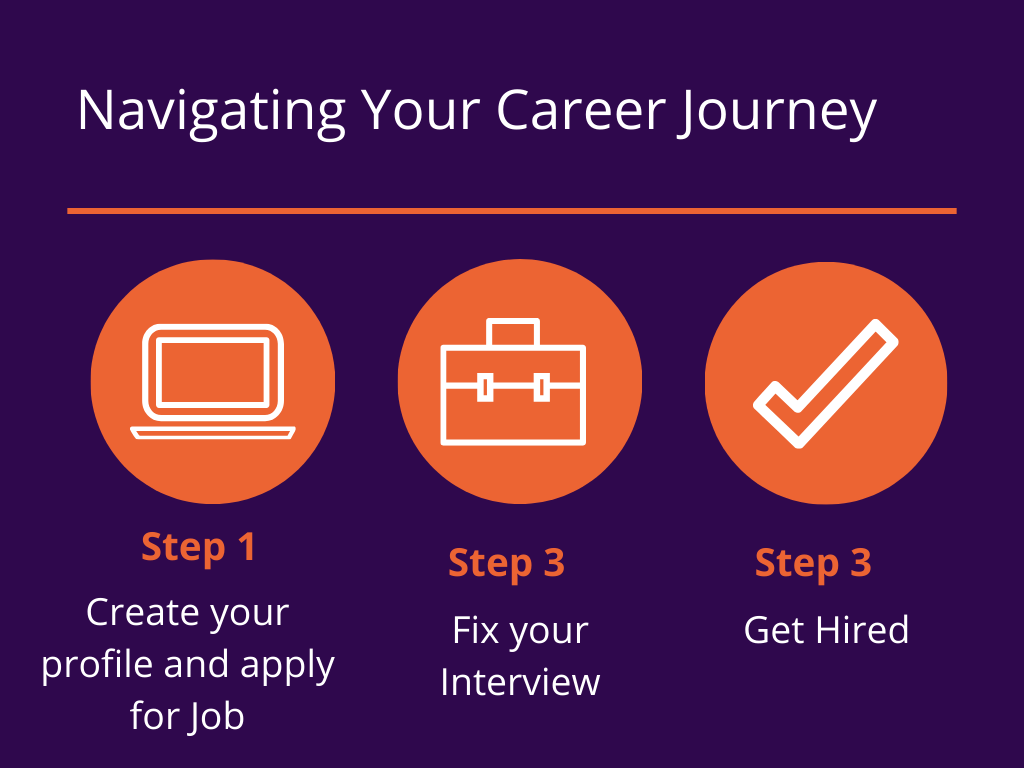 Navigating Your Career Journey
Step 1
Create your
profile and apply
for Job
Step 3
Fix your
Interview
Step 3
Get Hired